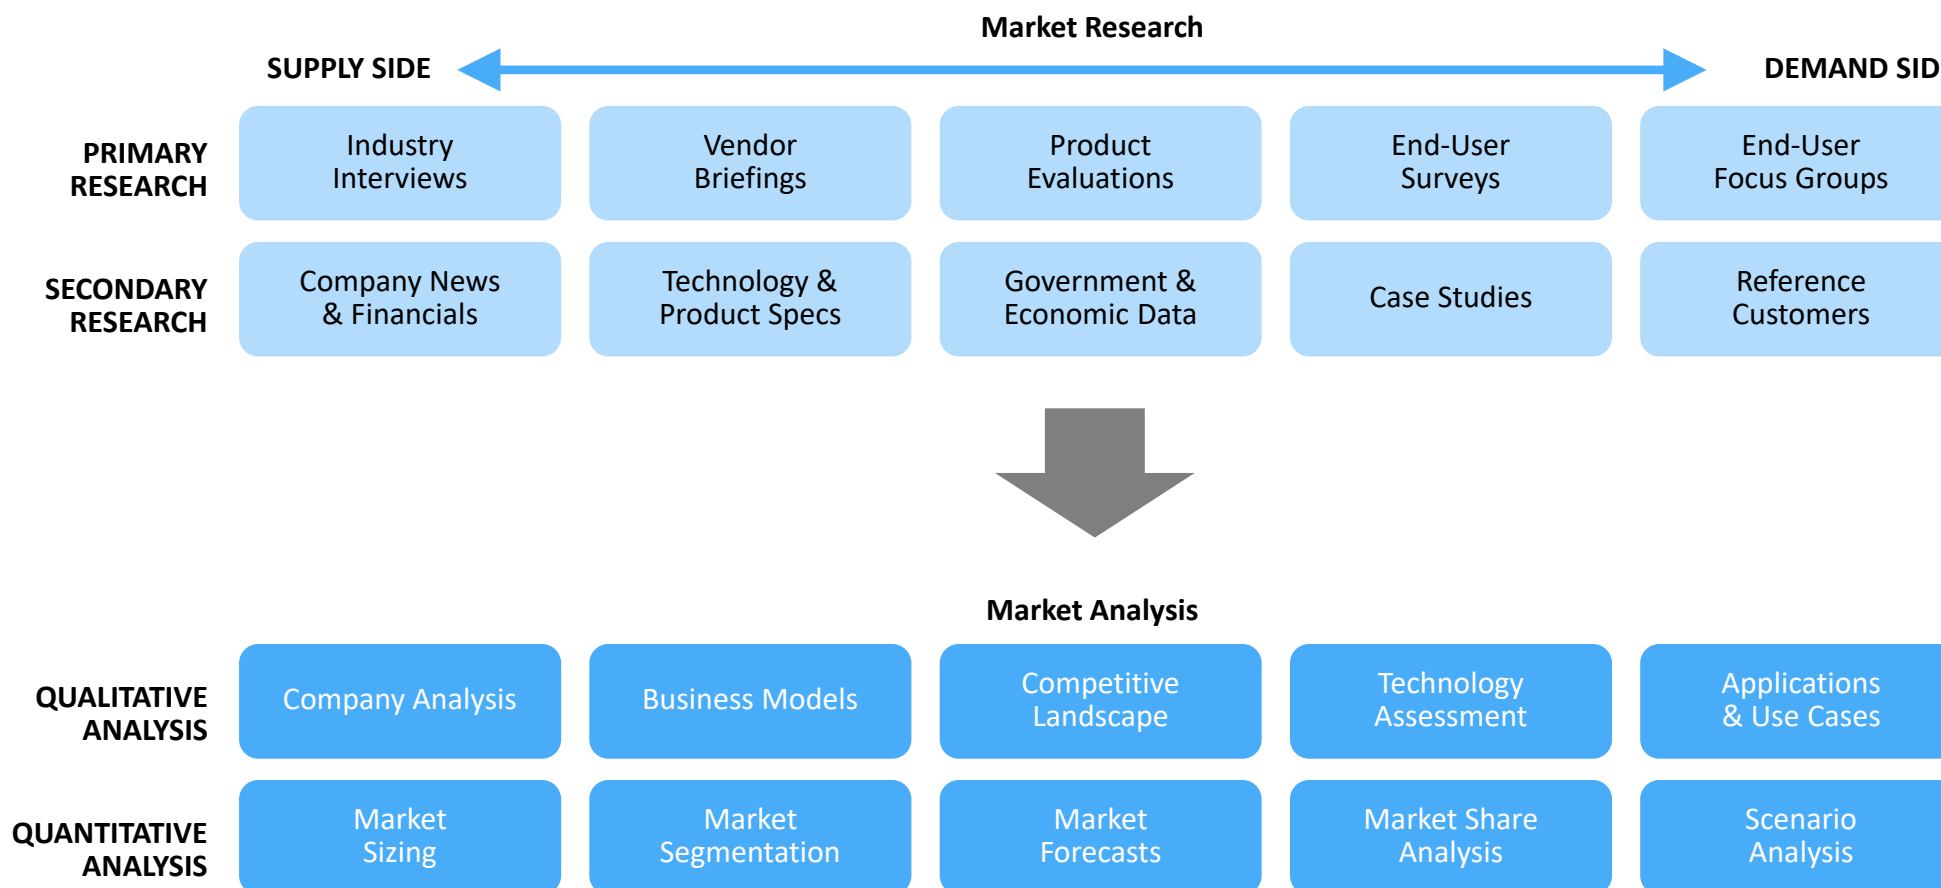 Market Research
SUPPLY SIDE
DEMAND SID
PRIMARY
RESEARCH
Industry
Interviews
Vendor
Briefings
Product
Evaluations
End-User
Surveys
End-User
Focus Groups
SECONDARY
RESEARCH
Company News
& Financials
Technology &
Product Specs
Government &
Economic Data
Case Studies
Reference
Customers
Market Analysis
QUALITATIVE
ANALYSIS
Company Analysis
Business Models
Competitive
Landscape
Technology
Assessment
Applications
& Use Cases
QUANTITATIVE
ANALYSIS
Market
Sizing
Market
Segmentation
Market
Forecasts
Market Share
Analysis
Scenario
Analysis